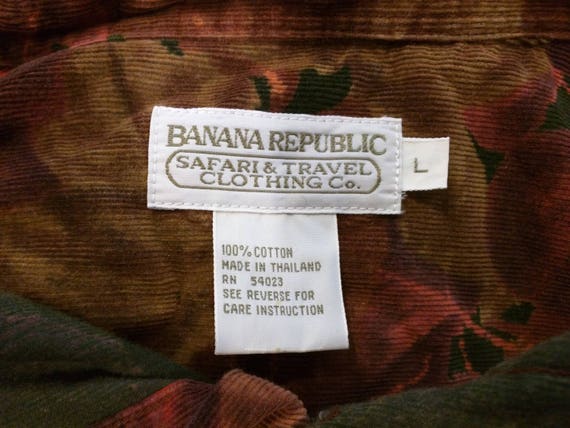 BANANA REPUBLIC
SAFARI & TRAVEL
CLOTHING Co.
L
100% COTTON
MADE IN THAILAND
RN 54023
SEE REVERSE FOR
CARE INSTRUCTION